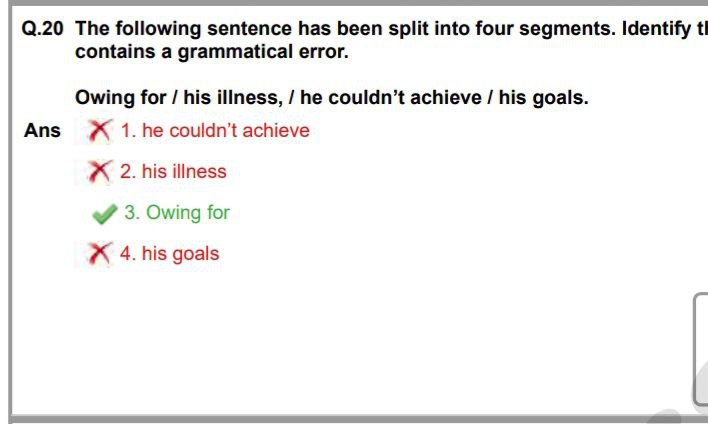 Q.20 The following sentence has been split into four segments. Identify
contains a grammatical error.
Owing for / his illness, / he couldn't achieve / his goals.
Ans 1. he couldn't achieve
2. his illness
3. Owing for
4. his goals